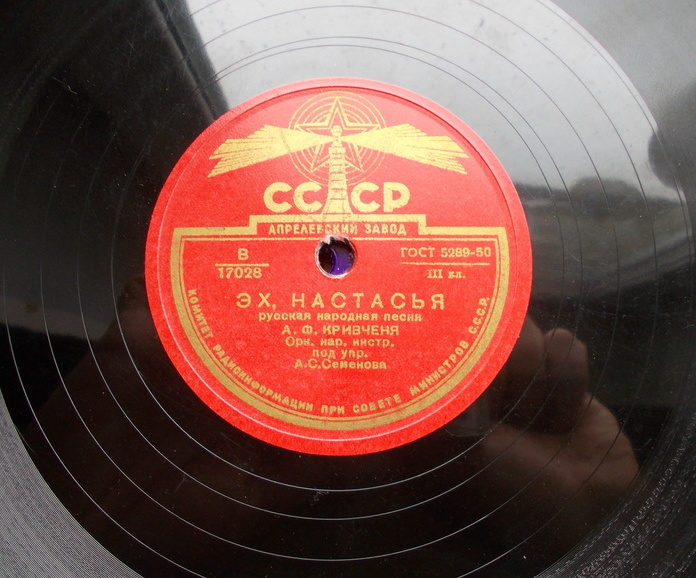 СССР
АПРЕЛЕВСКИЙ ЗАВОД
В
17028
ГОСТ 5289-50
III кл.
ЭХ, НАСТАСЬЯ
русская народная песня
А. Ф. КРИВЧЕНЯ
Орк. нар. инстр.
под упр.
А.С.Семенова
КОМИТЕТ РАДИОИНФОРМАЦИИ ПРИ СОВЕТЕ МИНИСТРОВ СССР.